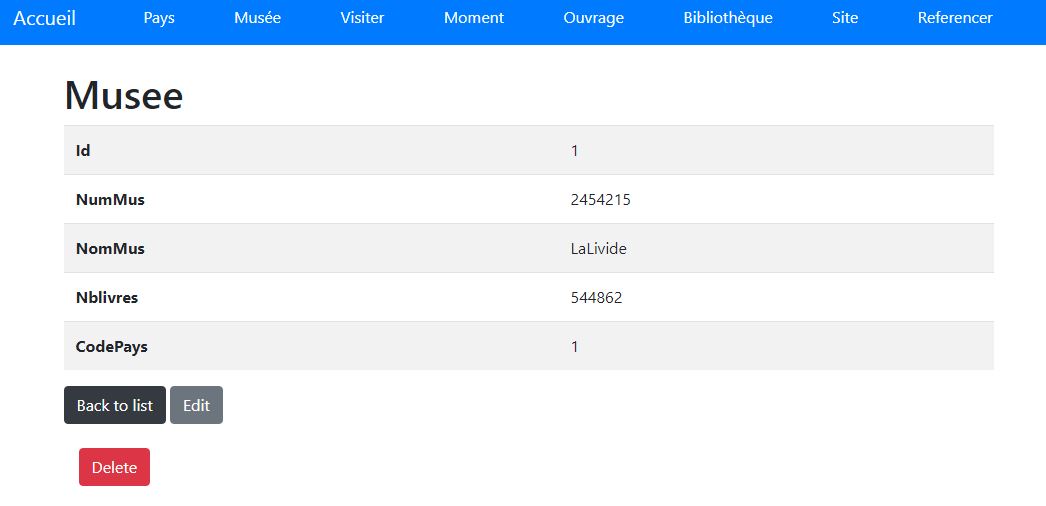 Accueil Pays Musée Visiter Moment Ouvrage Bibliothèque Site Referencer
Musee
Id 1
NumMus 2454215
NomMus LaLivide
Nblivres 544862
CodePays 1
Back to list Edit
Delete